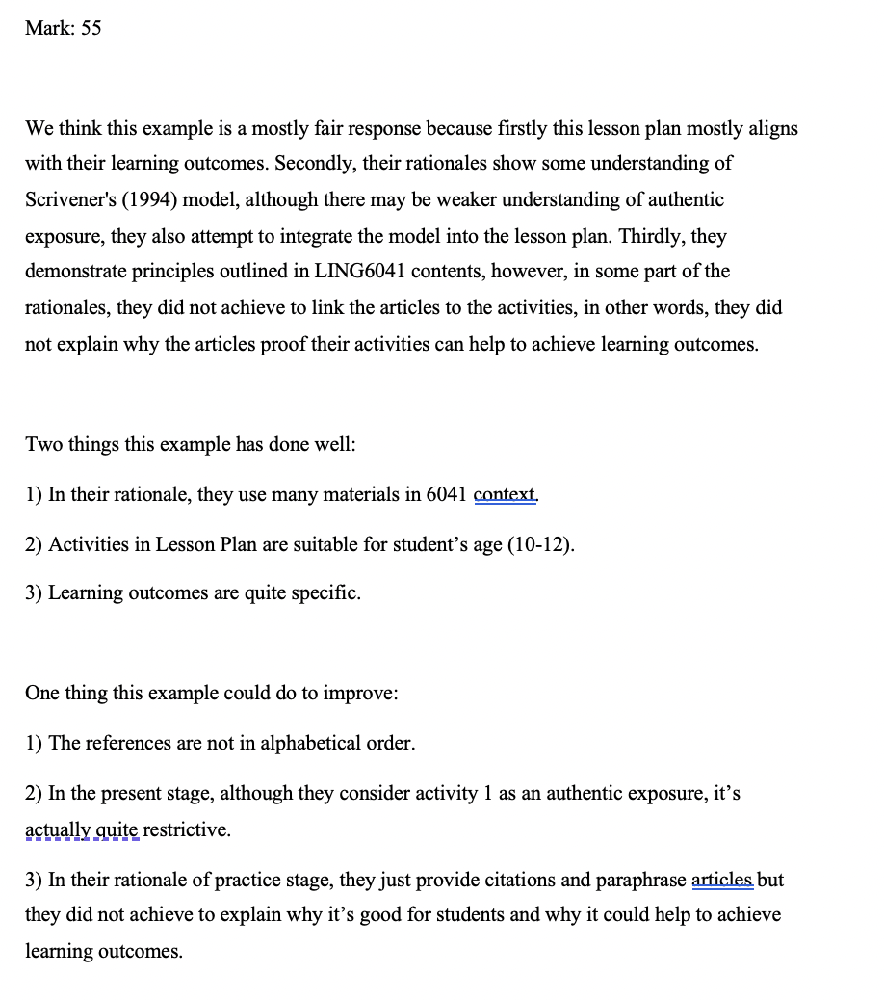 Mark: 55
We think this example is a mostly fair response because firstly this lesson plan mostly aligns
with their learning outcomes. Secondly, their rationales show some understanding of
Scrivener's (1994) model, although there may be weaker understanding of authentic
exposure, they also attempt to integrate the model into the lesson plan. Thirdly, they
demonstrate principles outlined in LING6041 contents, however, in some part of the
rationales, they did not achieve to link the articles to the activities, in other words, they did
not explain why the articles proof their activities can help to achieve learning outcomes.
Two things this example has done well:
1) In their rationale, they use many materials in 6041 context.
2) Activities in Lesson Plan are suitable for student’s age (10-12).
3) Learning outcomes are quite specific.
One thing this example could do to improve:
1) The references are not in alphabetical order.
2) In the present stage, although they consider activity 1 as an authentic exposure, it’s
actually quite restrictive.
3) In their rationale of practice stage, they just provide citations and paraphrase articles but
they did not achieve to explain why it’s good for students and why it could help to achieve
learning outcomes.